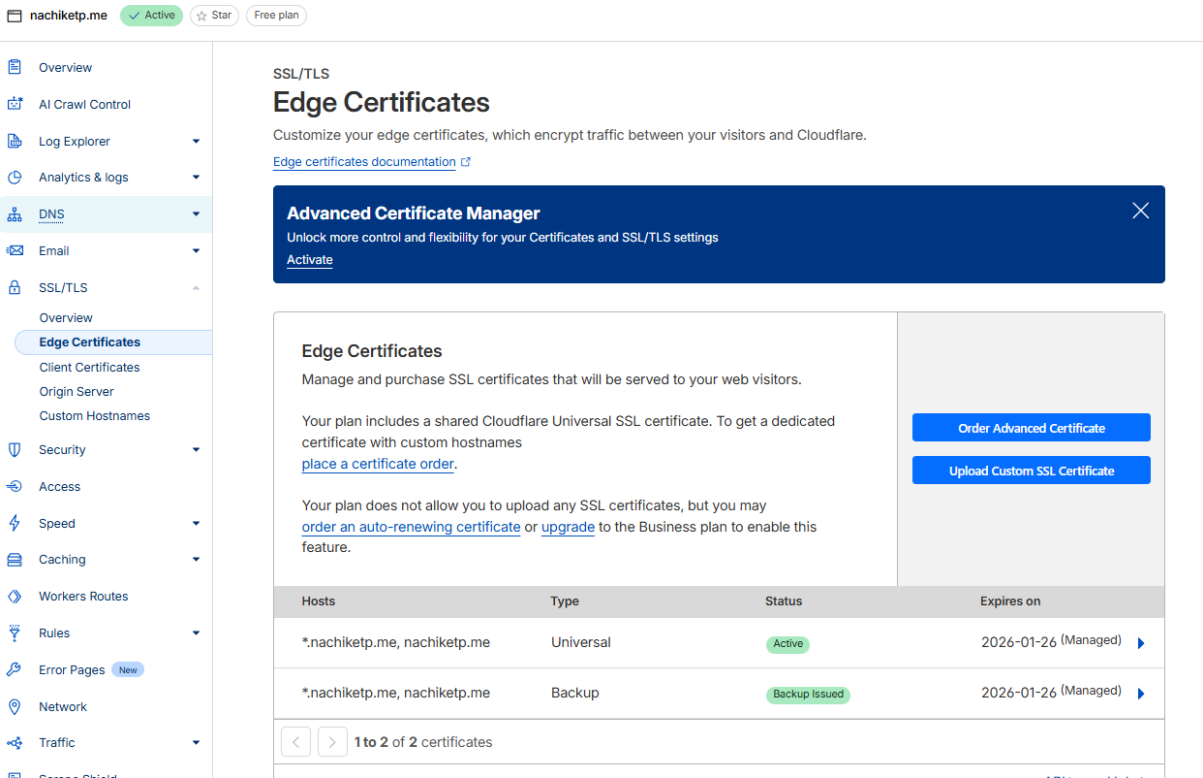 nachiketp.me
Active
Star
Free plan
Overview
AI Crawl Control
Log Explorer
Analytics & logs
DNS
Email
SSL/TLS
Overview
Edge Certificates
Client Certificates
Origin Server
Custom Hostnames
Security
Access
Speed
Caching
Workers Routes
Rules
Error Pages New
Network
Traffic
SSL/TLS
Edge Certificates
Customize your edge certificates, which encrypt traffic between your visitors and Cloudflare.
Edge certificates documentation
Advanced Certificate Manager
Unlock more control and flexibility for your Certificates and SSL/TLS settings
Activate
Edge Certificates
Manage and purchase SSL certificates that will be served to your web visitors.
Your plan includes a shared Cloudflare Universal SSL certificate. To get a dedicated
certificate with custom hostnames
place a certificate order.
Your plan does not allow you to upload any SSL certificates, but you may
order an auto-renewing certificate or upgrade to the Business plan to enable this
feature.
Order Advanced Certificate
Upload Custom SSL Certificate
Hosts Type Status Expires on
*.nachiketp.me, nachiketp.me Universal Active 2026-01-26 (Managed)
*.nachiketp.me, nachiketp.me Backup Backup Issued 2026-01-26 (Managed)
1 to 2 of 2 certificates